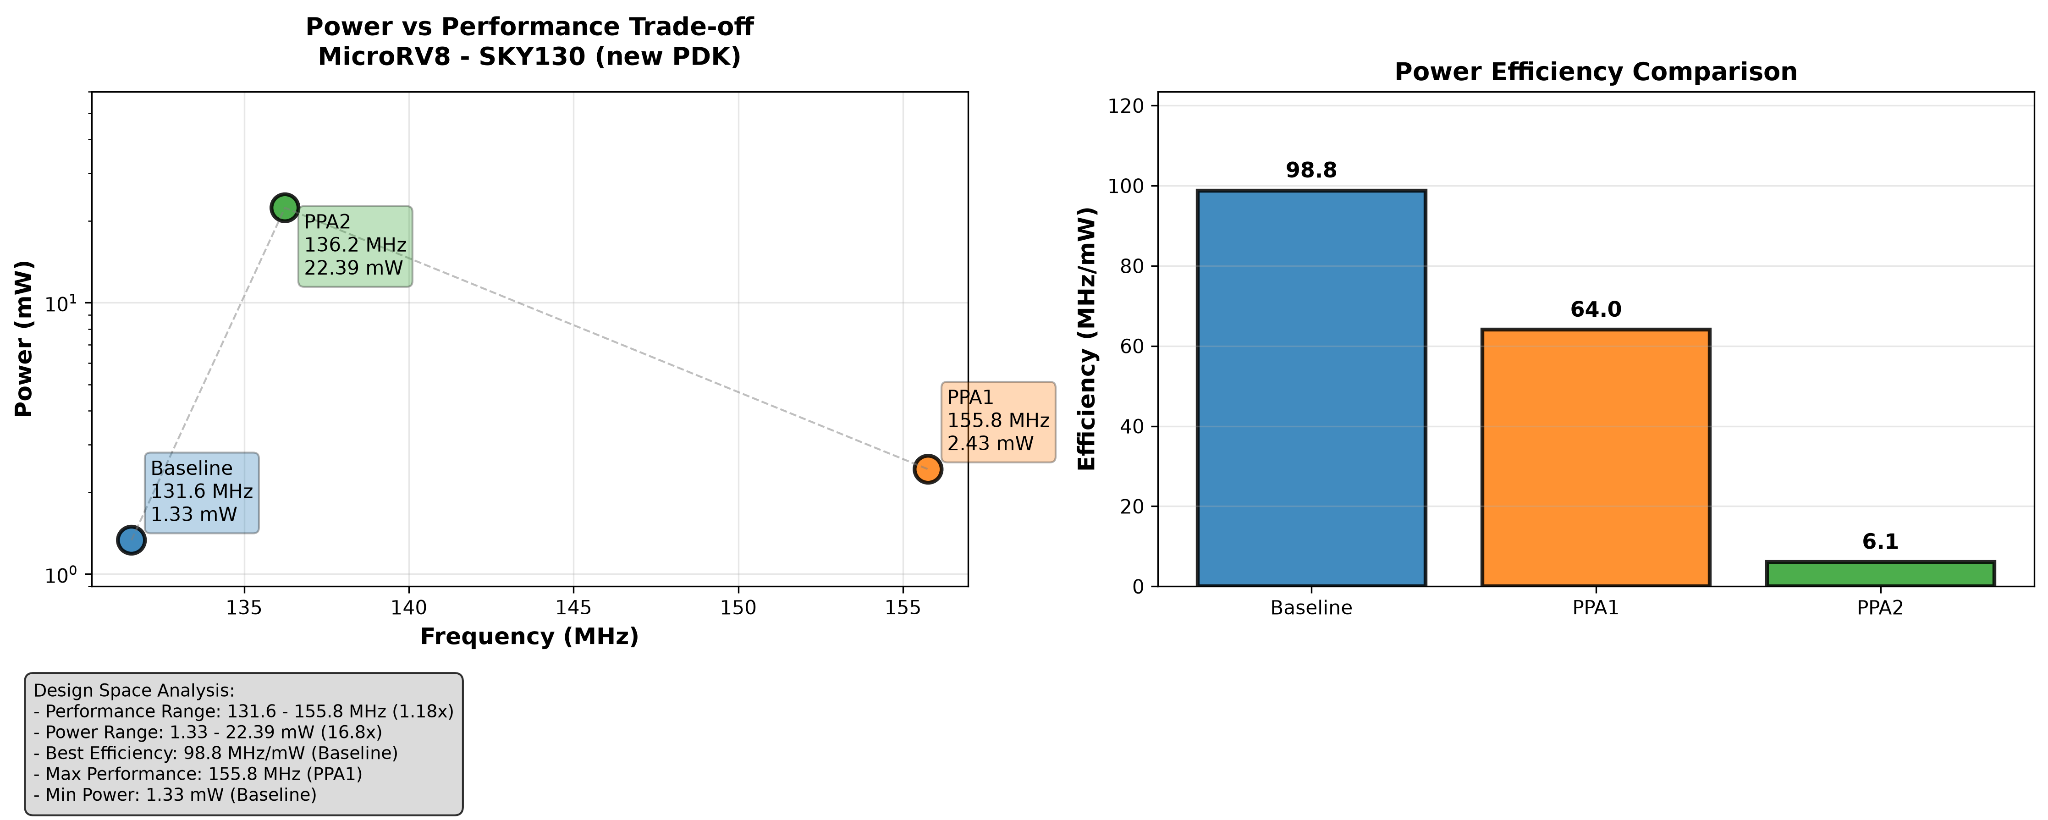 Power vs Performance Trade-off
MicroRV8 - SKY130 (new PDK)
Power (mW)
10¹
10⁰
PPA2
136.2 MHz
22.39 mW
PPA1
155.8 MHz
2.43 mW
Baseline
131.6 MHz
1.33 mW
135
140
145
150
155
Frequency (MHz)
Power Efficiency Comparison
Efficiency (MHz/mW)
120
100
80
60
40
20
0
98.8
64.0
6.1
Baseline
PPA1
PPA2
Design Space Analysis:
- Performance Range: 131.6 - 155.8 MHz (1.18x)
- Power Range: 1.33 - 22.39 mW (16.8x)
- Best Efficiency: 98.8 MHz/mW (Baseline)
- Max Performance: 155.8 MHz (PPA1)
- Min Power: 1.33 mW (Baseline)